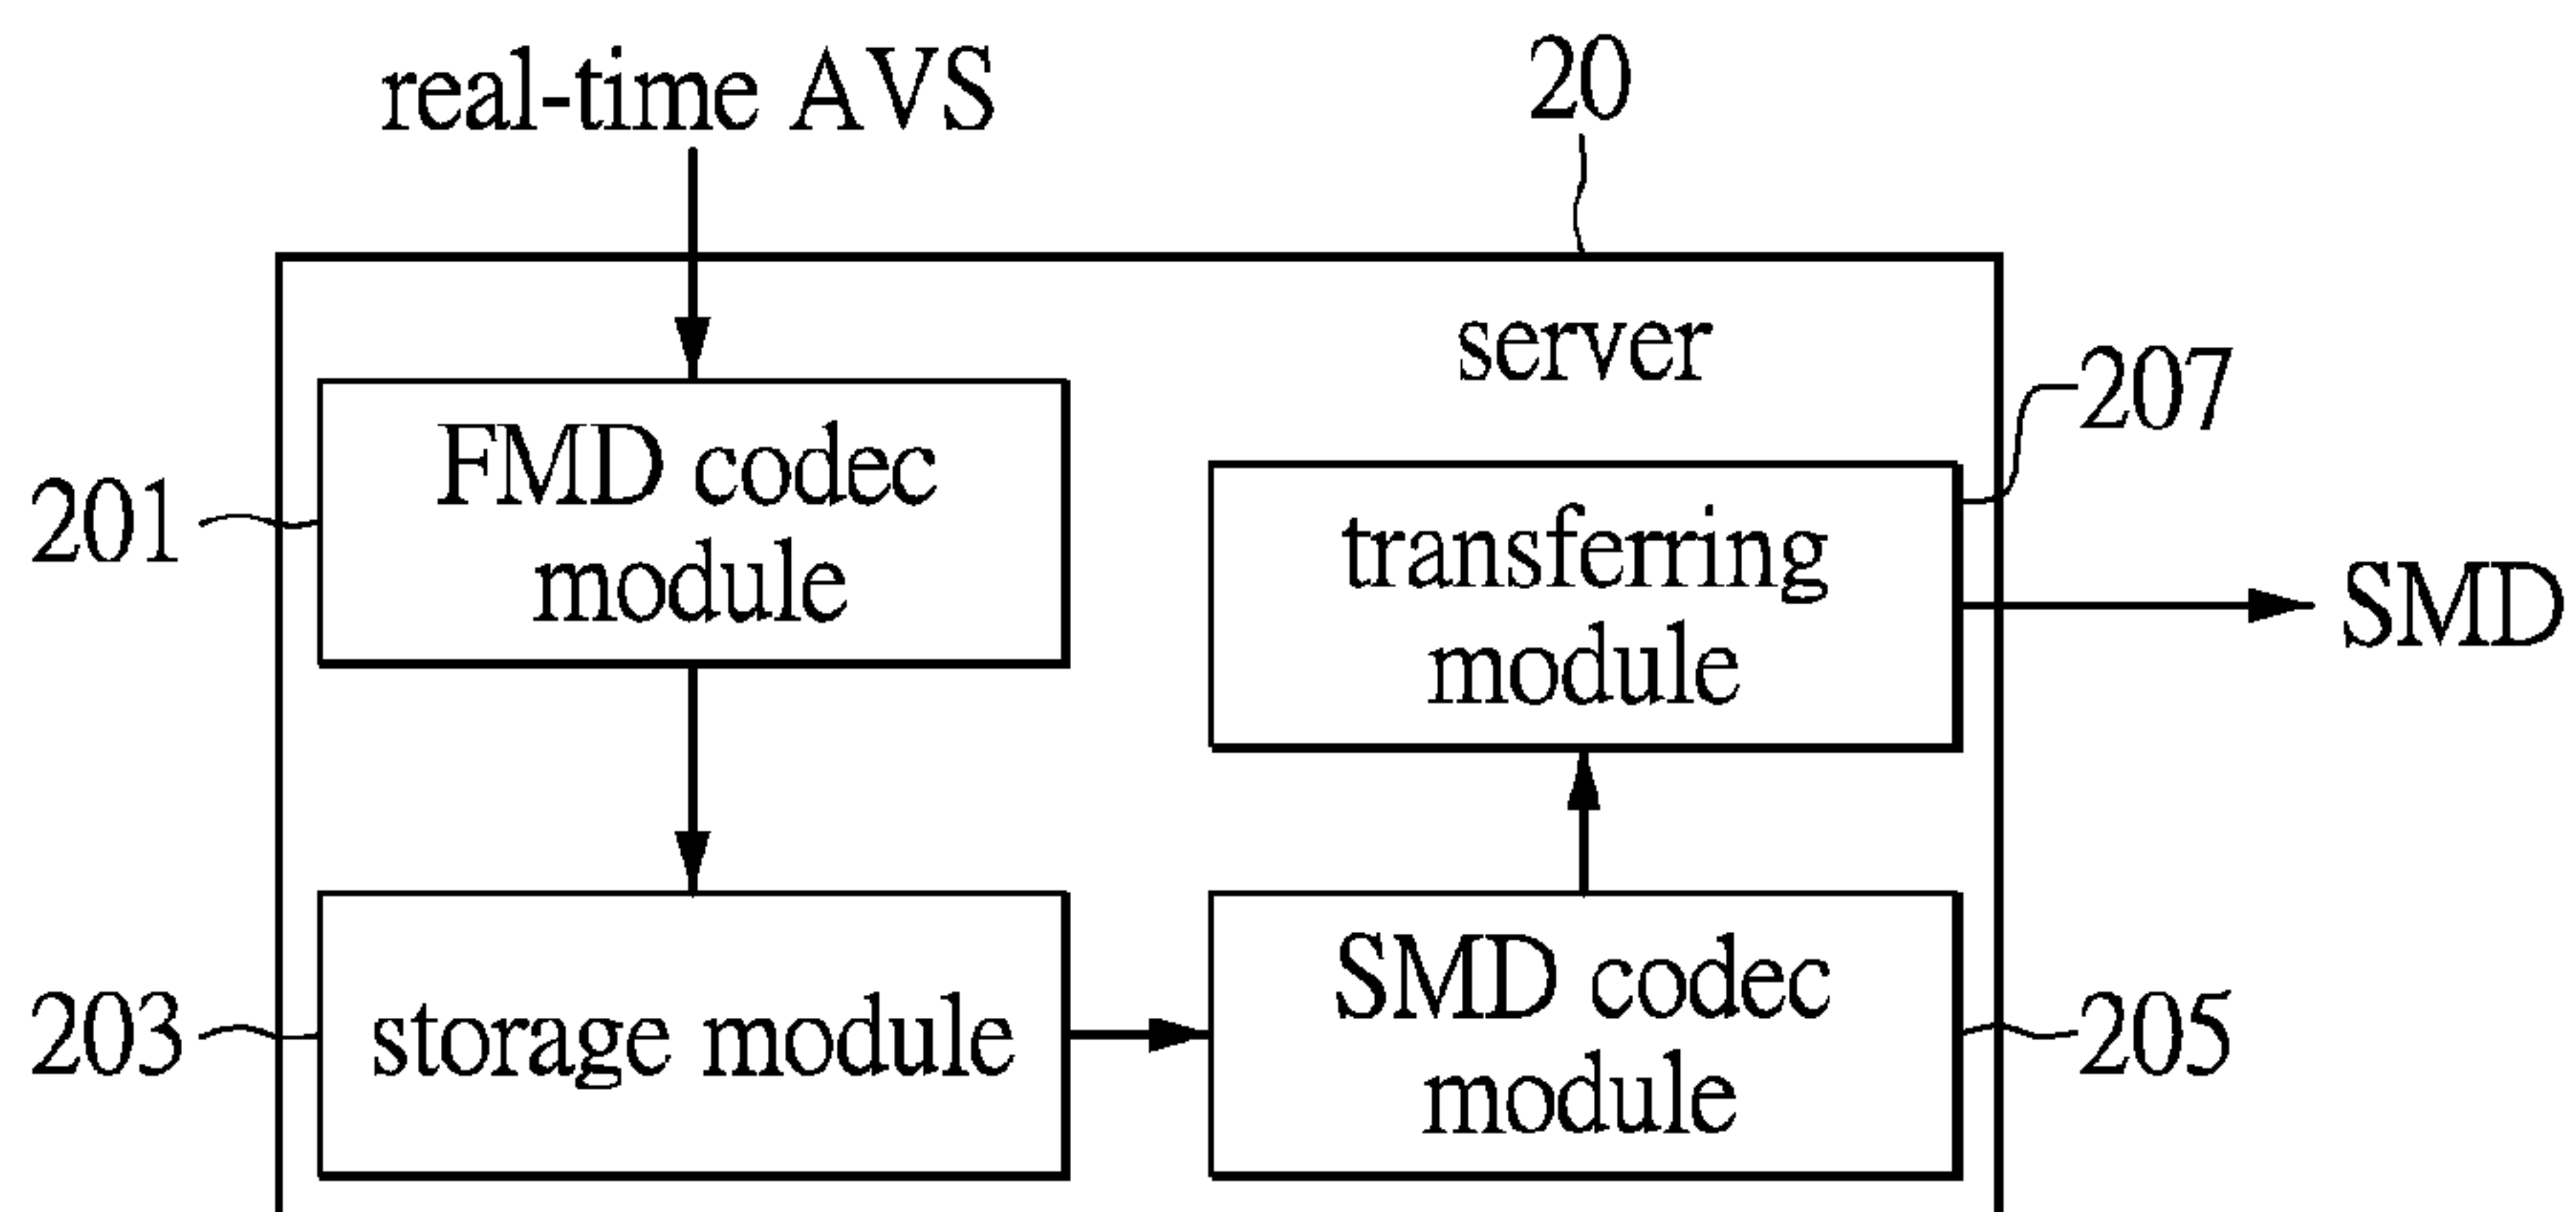 real-time AVS
20
server
207
FMD codec
module
201
transferring
module
SMD
203
storage module
SMD codec
module
205